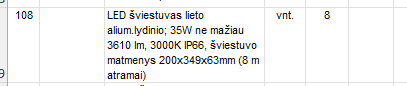 108 LED šviestuvas lieto vnt. 8
alium.lydinio; 35W ne mažiau
3610 lm, 3000K IP66, šviestuvo
matmenys 200x349x63mm (8 m
atramai)